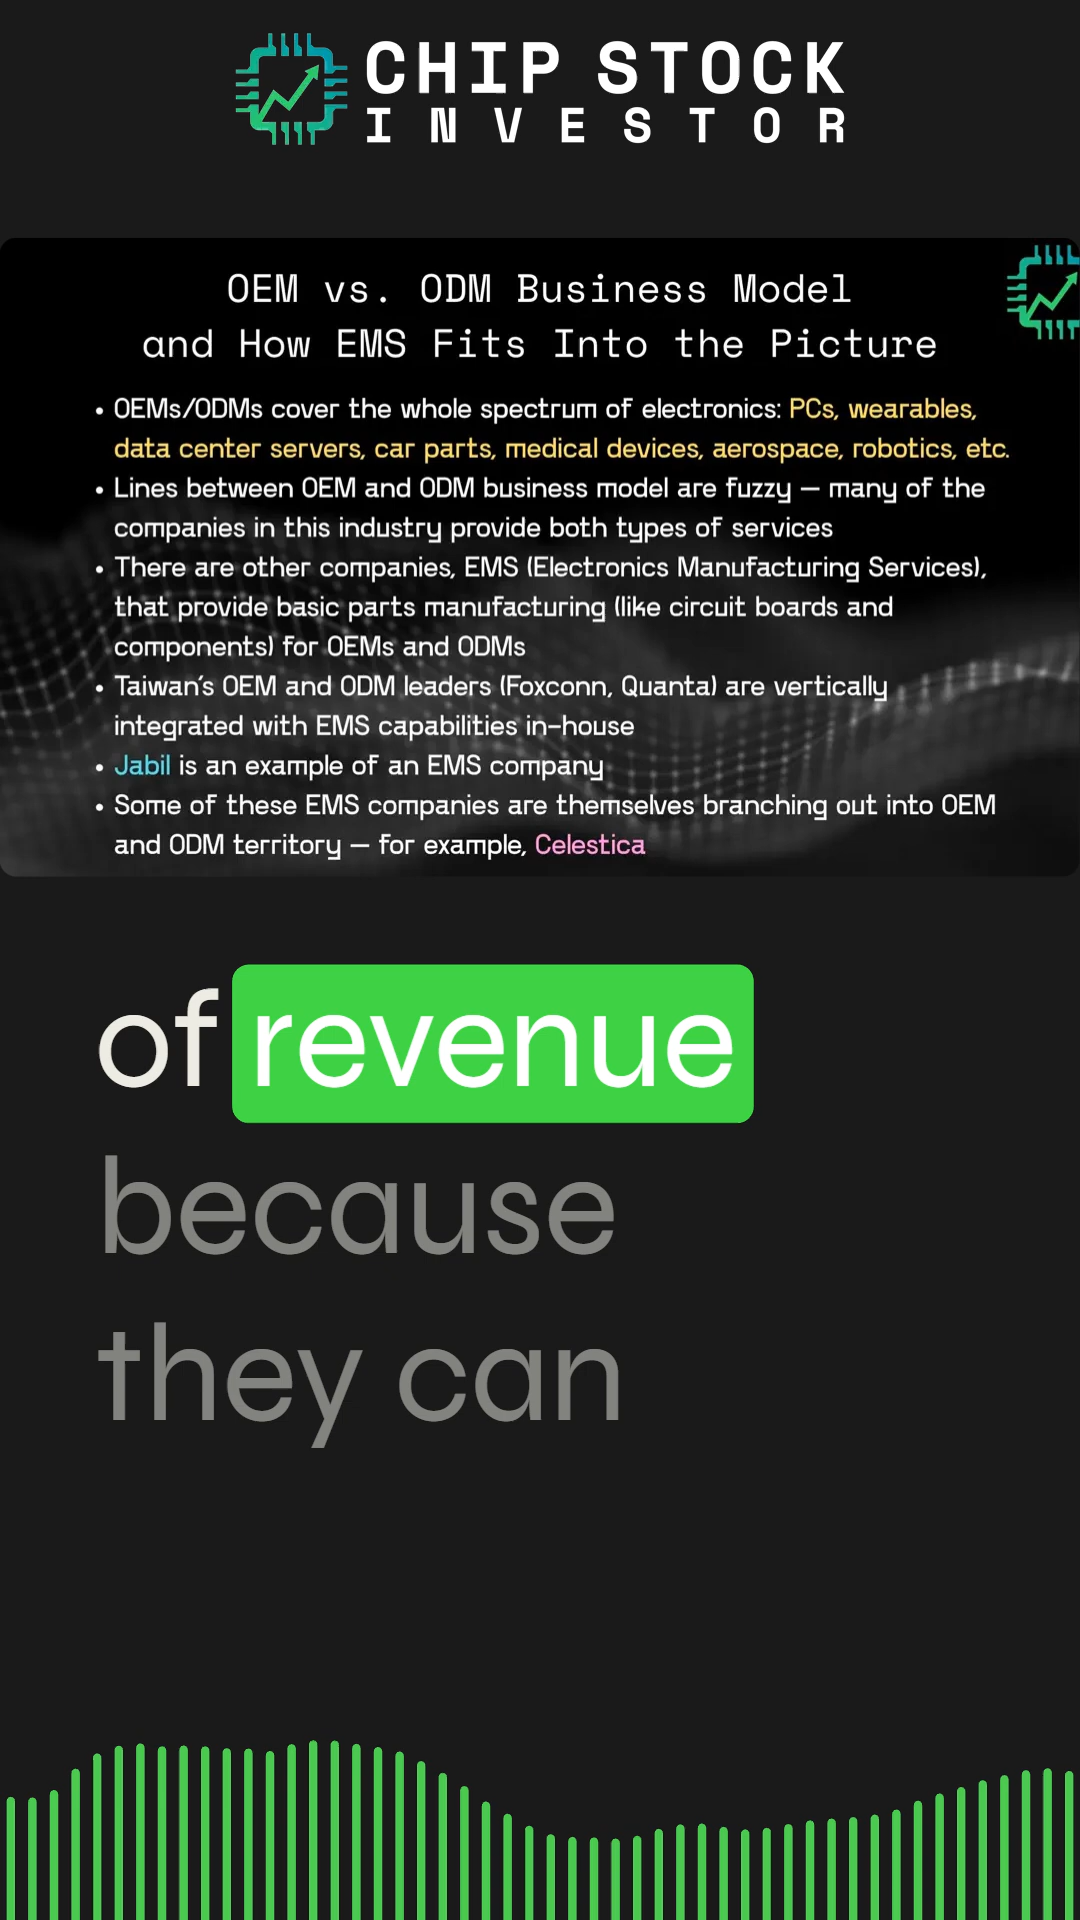 CHIP STOCK
INVESTOR
OEM vs. ODM Business Model
and How EMS Fits Into the Picture
• OEMs/ODMs cover the whole spectrum of electronics: PCs, wearables,
data center servers, car parts, medical devices, aerospace, robotics, etc.
• Lines between OEM and ODM business model are fuzzy – many of the
companies in this industry provide both types of services
• There are other companies, EMS (Electronics Manufacturing Services),
that provide basic parts manufacturing (like circuit boards and
components) for OEMs and ODMs
• Taiwan's OEM and ODM leaders (Foxconn, Quanta) are vertically
integrated with EMS capabilities in-house
• Jabil is an example of an EMS company
• Some of these EMS companies are themselves branching out into OEM
and ODM territory – for example, Celestica
of revenue
because
they can